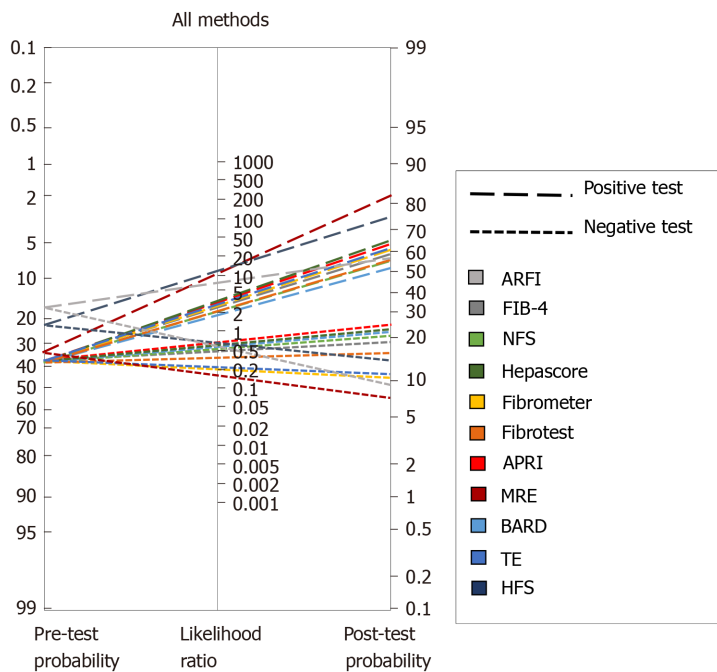 All methods
0.1
0.2
0.5
1
2
5
10
20
30
40
50
60
70
80
90
95
99
1000
500
200
100
50
20
10
5
2
1
0.5
0.2
0.1
0.05
0.02
0.01
0.005
0.002
0.001
99
95
90
80
70
60
50
40
30
20
10
5
2
1
0.5
0.2
0.1
Pre-test
probability
Likelihood
ratio
Post-test
probability
Positive test
Negative test
ARFI
FIB-4
NFS
Hepascore
Fibrometer
Fibrotest
APRI
MRE
BARD
TE
HFS